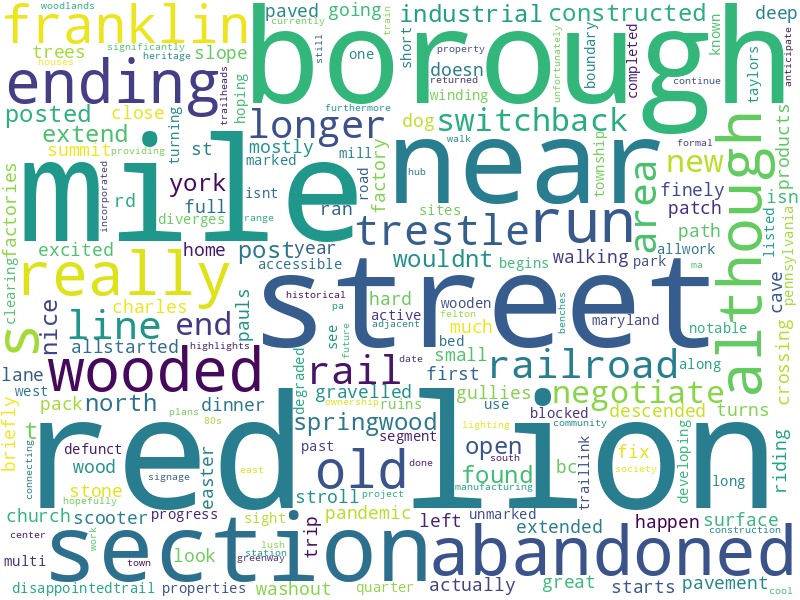 woodlands
franklin
trees significantly heritage slope
houses
ending
posted
close
extend
summit providing
trailheads
turning
hoping
paved going industrial constructed deep
one
still
train
currently
short
doesn
property
returned
winding
boundary
unfortunately
completed
known
continue
taylors
anticipate
borough
furthermore
longer
dog switchback
walk
formal
mile
near
st mostly
marked
mill
road
factory
rd york isnt
incorporated
full
diverges
hub
range
ran
sites
township
new
finely
patch
area
although
products
isn
listed
pennsylvania
trestle run
path
excited
home post year
wouldnt
begins
walking
park
allwork
accessible
clearing
factories
really
street
ma
cave
crossing
s
nice
line
charles
end
pauls
historical
pa
adjacent
hard
active
wooden
felton
much
maryland
benches
notable
allstarted highlights
see
future
bed
small
railroad
along
lane
west
wooded
rail
date
first
degraded
gravelled
gullies
negotiate
briefly
t
pack north dinner
plans
80s
ownership
ruins
use
blocked
descended turns
community
springwood
past
segment
lighting
open
fix
society
riding
developing
connecting
defunct
signage
wood
stone
east
easter
red lion
old
south
done
found
manufacturing
bc
traillink
long
church scooter progress
sight
stroll project
trip
pandemic left unmarked extended happen surface
center
multi
work
town
look
lush
station
greenway
section
abandoned
construction
disappointedtrail properties washout quarter actually great starts pavement cool